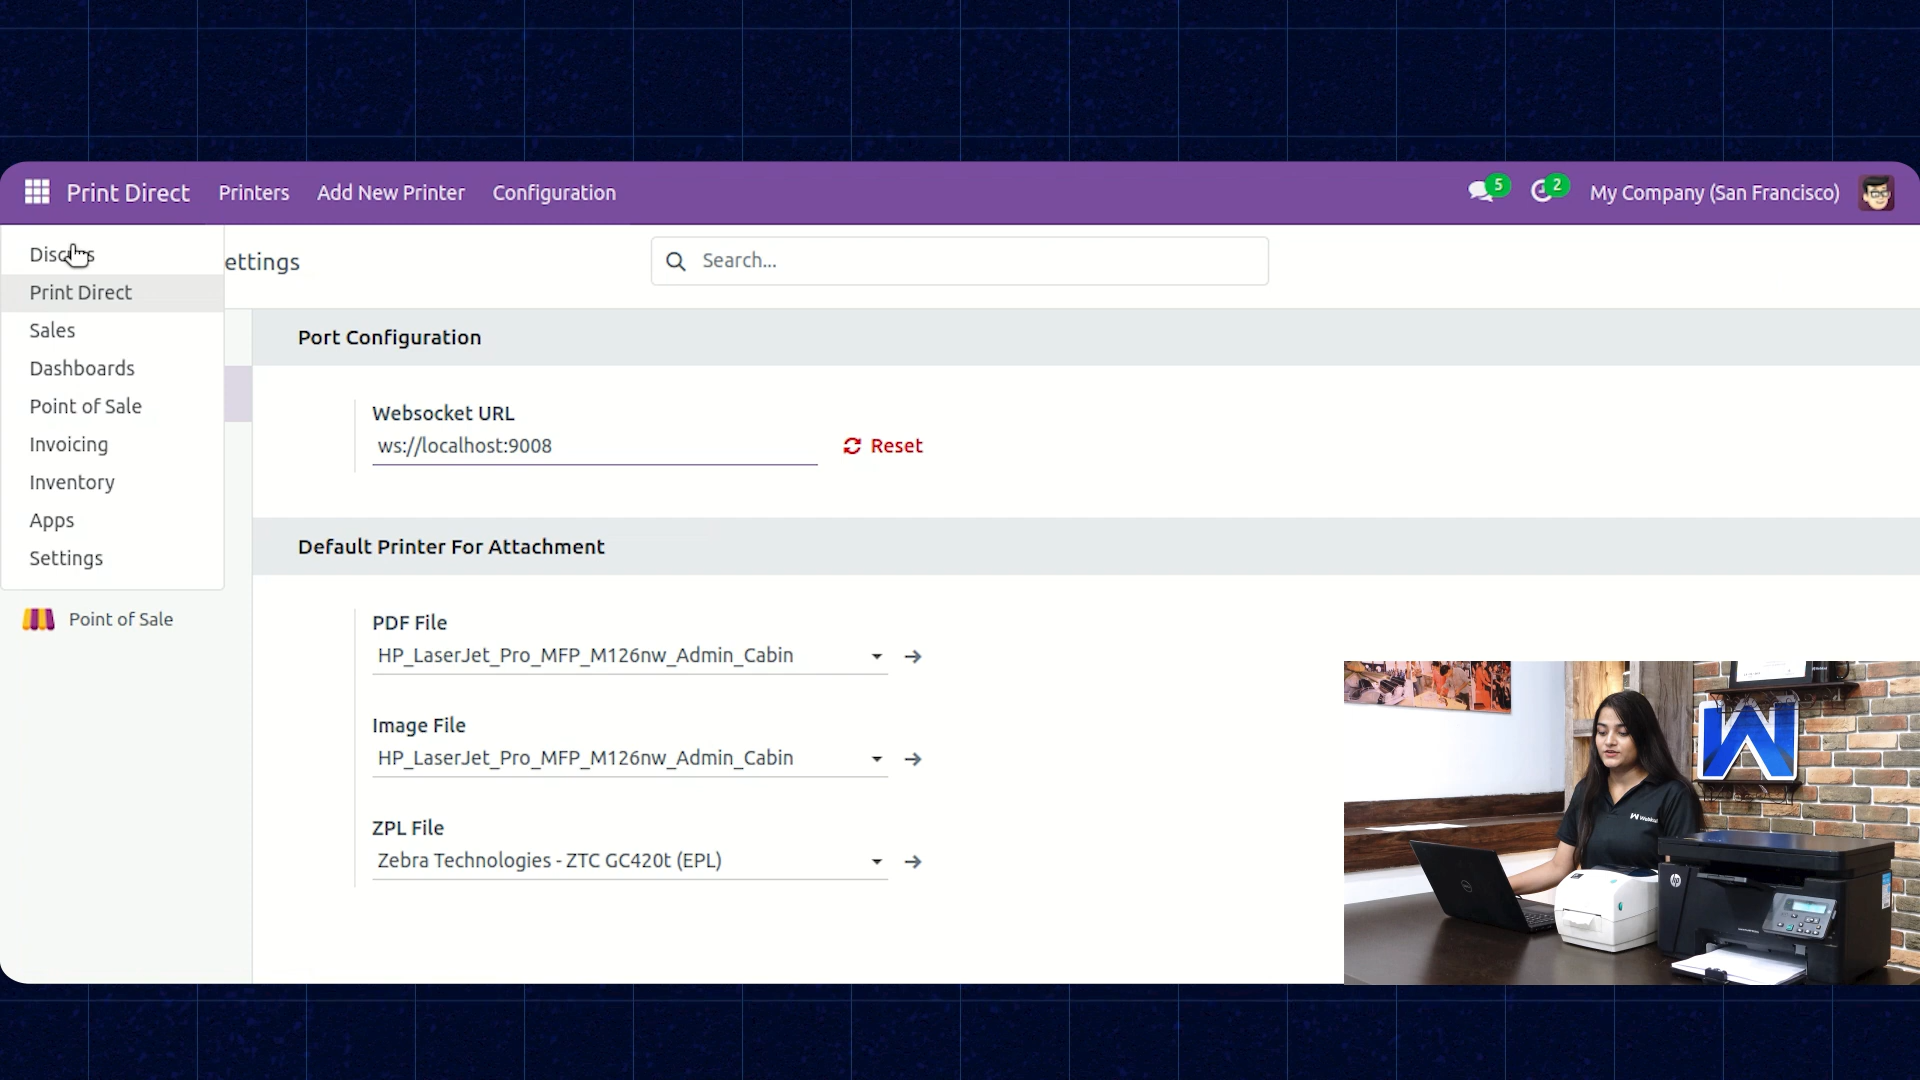 Print Direct Printers Add New Printer Configuration 5 2 My Company (San Francisco)
ettings
Search...
Print Direct
Sales
Dashboards
Point of Sale
Invoicing
Inventory
Apps
Settings
Point of Sale
Port Configuration
Websocket URL
ws://localhost:9008 Reset
Default Printer For Attachment
PDF File
HP_LaserJet_Pro_MFP_M126nw_Admin_Cabin
Image File
HP_LaserJet_Pro_MFP_M126nw_Admin_Cabin
ZPL File
Zebra Technologies - ZTC GC420t (EPL)
hp